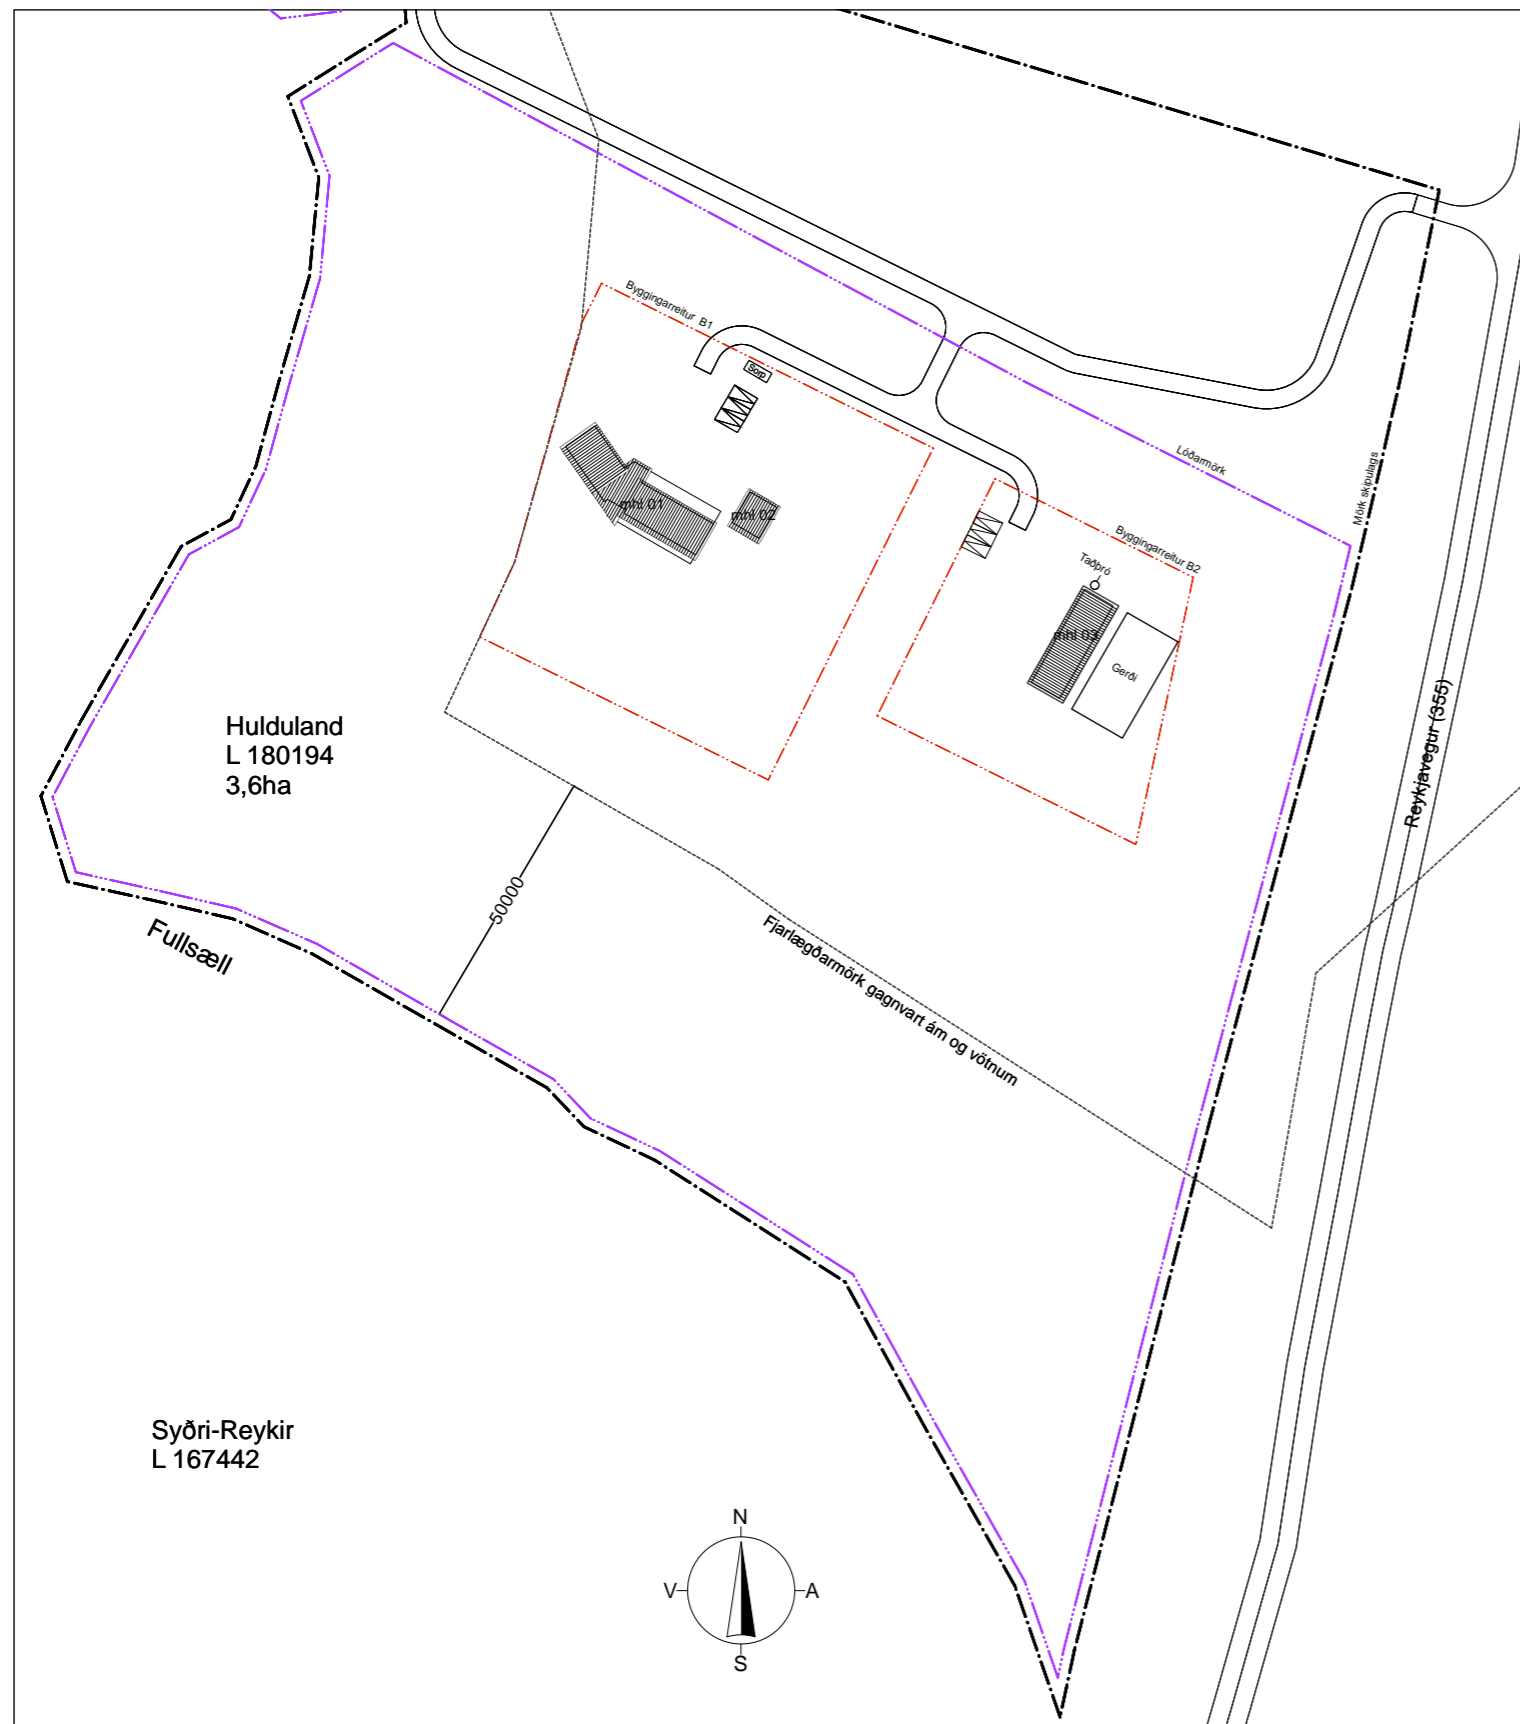 Byggingarreitur B1
Sorp
mhl 01
mhl 02
Lóðarmörk
Mörk skipulags
Byggingarreitur B2
Taðþró
mhl 03
Gerði
Reykjavegur (355)
Hulduland
L 180194
3,6ha
50000
Fullsæll
Fjarlægðarmörk gagnvart ám og vötnum
Syðri-Reykir
L 167442
N
V
A
S